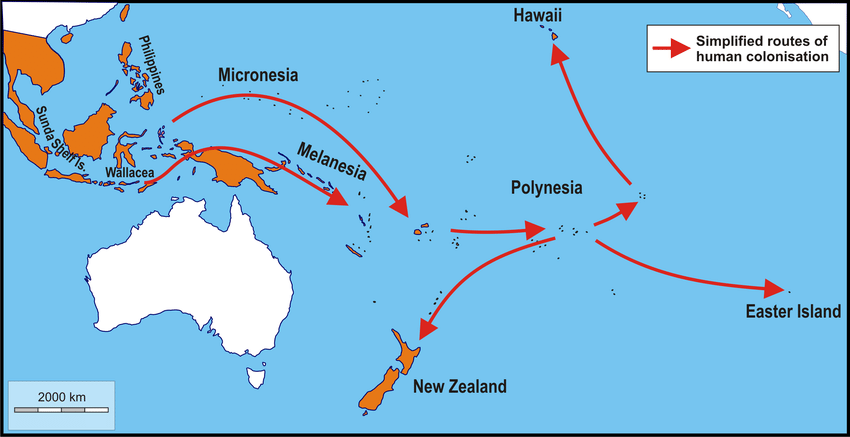 Hawaii
Simplified routes of
human colonisation
Philippines
Micronesia
Sunda Shelf Is.
Melanesia
Wallacea
Polynesia
Easter Island
New Zealand
2000 km